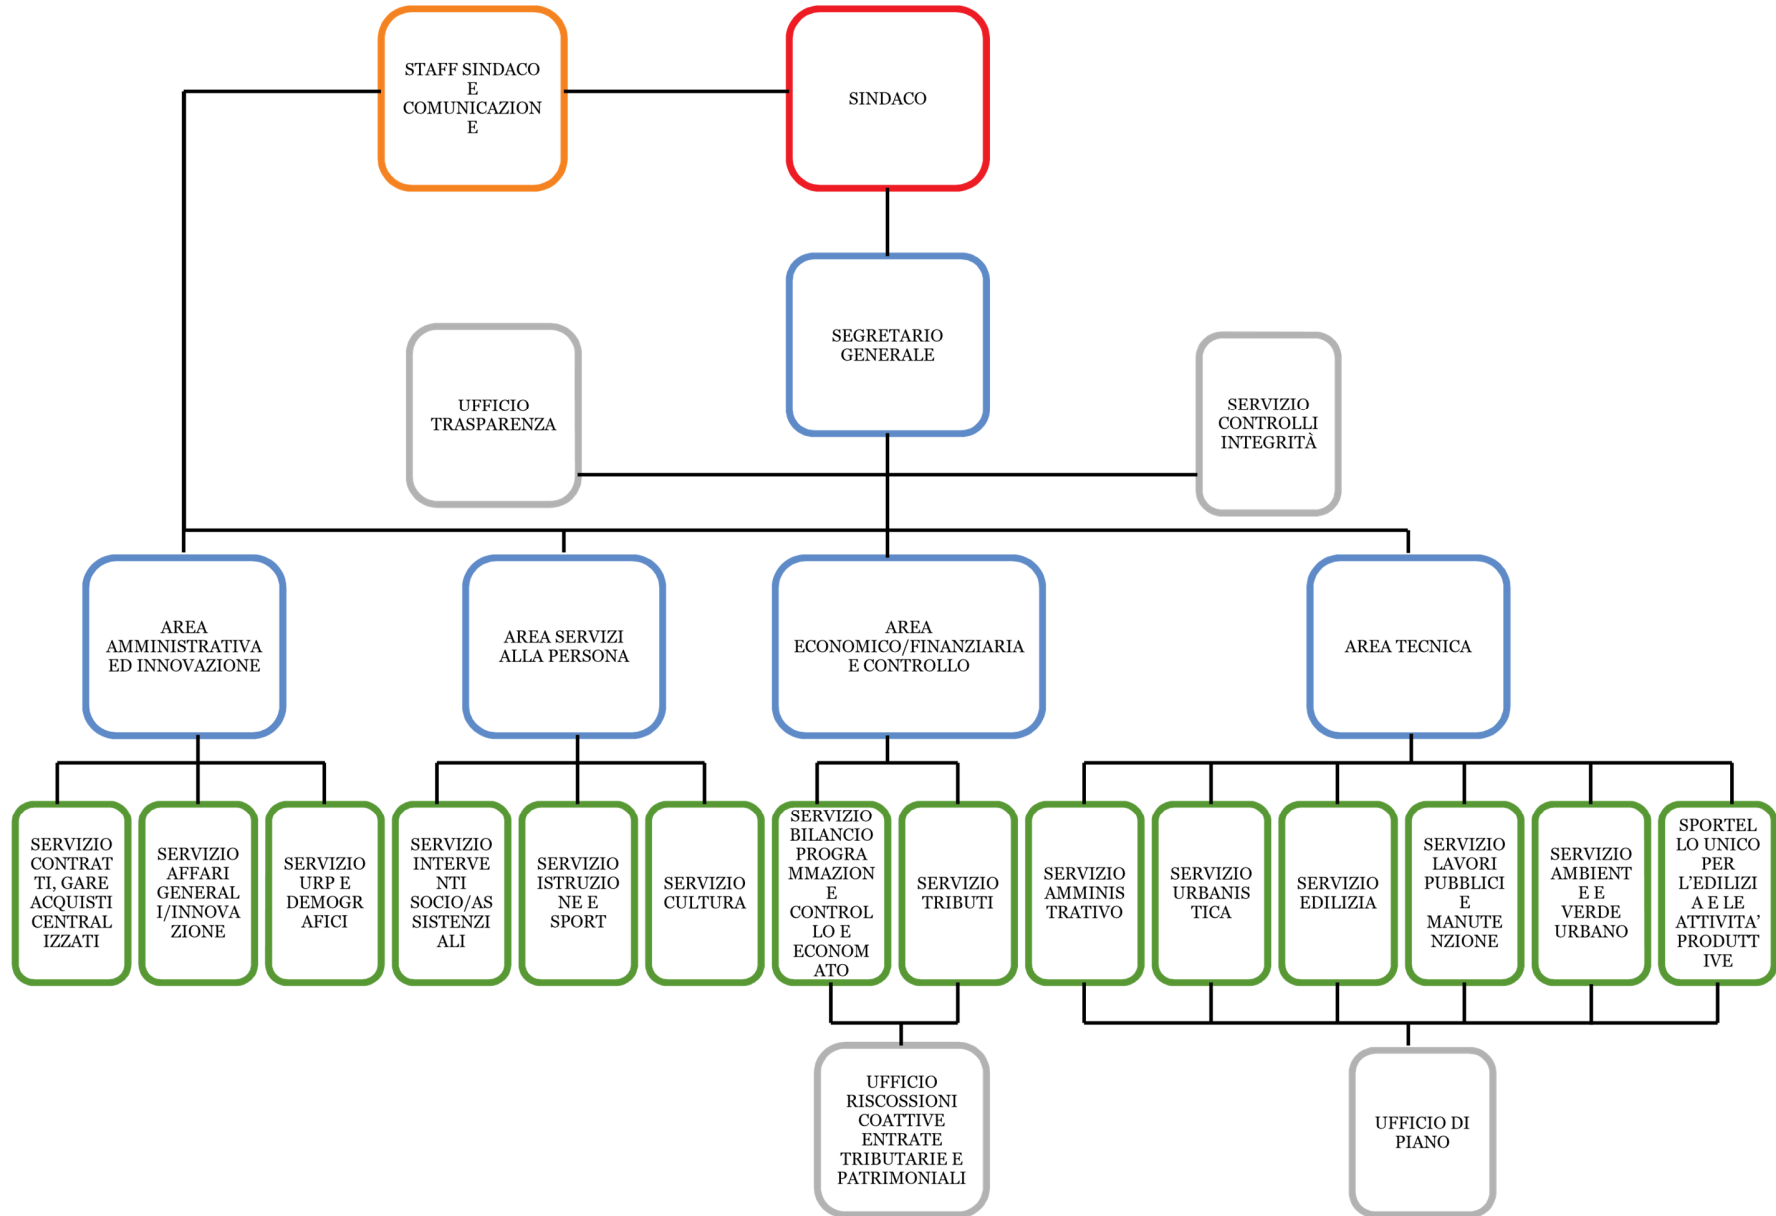 STAFF SINDACO
E
COMUNICAZION
E
SINDACO
SEGRETARIO
GENERALE
UFFICIO
TRASPARENZA
SERVIZIO
CONTROLLI
INTEGRITÀ
AREA
AMMINISTRATIVA
ED INNOVAZIONE
AREA SERVIZI
ALLA PERSONA
AREA
ECONOMICO/FINANZIARIA
E CONTROLLO
AREA TECNICA
SERVIZIO
CONTRAT
TI, GARE
ACQUISTI
CENTRAL
IZZATI
SERVIZIO
AFFARI
GENERAL
I/INNOVA
ZIONE
SERVIZIO
URP E
DEMOGR
AFICI
SERVIZIO
INTERVE
NTI
SOCIO/AS
SISTENZI
ALI
SERVIZIO
ISTRUZIO
NE E
SPORT
SERVIZIO
CULTURA
SERVIZIO
BILANCIO
PROGRA
MMAZION
E
CONTROL
LO E
ECONOM
ATO
SERVIZIO
TRIBUTI
SERVIZIO
AMMINIS
TRATIVO
SERVIZIO
URBANIS
TICA
SERVIZIO
EDILIZIA
SERVIZIO
LAVORI
PUBBLICI
E
MANUTE
NZIONE
SERVIZIO
AMBIENT
E E
VERDE
URBANO
SPORTEL
LO UNICO
PER
L’EDILIZI
A E LE
ATTIVITA’
PRODUTT
IVE
UFFICIO
RISCOSSIONI
COATTIVE
ENTRATE
TRIBUTARIE E
PATRIMONIALI
UFFICIO DI
PIANO